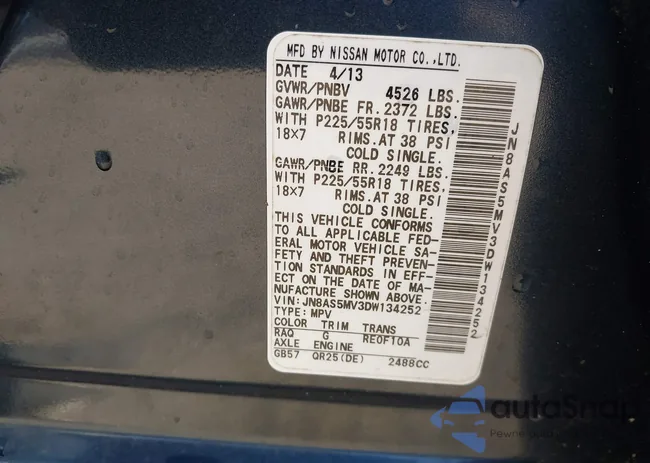 MFD BY NISSAN MOTOR CO.,LTD.
DATE 4/13
GVWR/PNBV 4526 LBS.
GAWR/PNBE FR. 2372 LBS.
WITH P225/55R18 TIRES,
18X7 RIMS.AT 38 PSI
COLD SINGLE.
GAWR/PNBE RR. 2249 LBS.
WITH P225/55R18 TIRES,
18X7 RIMS.AT 38 PSI
COLD SINGLE.
THIS VEHICLE CONFORMS
TO ALL APPLICABLE FED-
ERAL MOTOR VEHICLE SA-
FETY AND THEFT PREVEN-
TION STANDARDS IN EFF-
ECT ON THE DATE OF MA-
NUFACTURE SHOWN ABOVE.
VIN: JN8AS5MV3DW134252
TYPE: MPV
COLOR TRIM TRANS
RAQ G RE0F10A
AXLE ENGINE
GB57 QR25(DE) 2488CC
JN8AS5MV3DW134252
autoSnap
Pewne auto